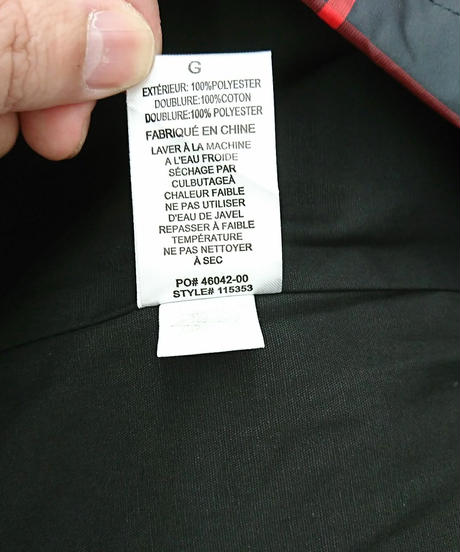 G
EXTÉRIEUR: 100%POLYESTER
DOUBLURE:100%COTON
DOUBLURE:100% POLYESTER
FABRIQUÉ EN CHINE
LAVER À LA MACHINE
A L'EAU FROIDE
SÉCHAGE PAR
CULBUTAGEÀ
CHALEUR FAIBLE
NE PAS UTILISER
D'EAU DE JAVEL
REPASSER À FAIBLE
TEMPÉRATURE
NE PAS NETTOYER
À SEC
PO# 46042-00
STYLE# 115353